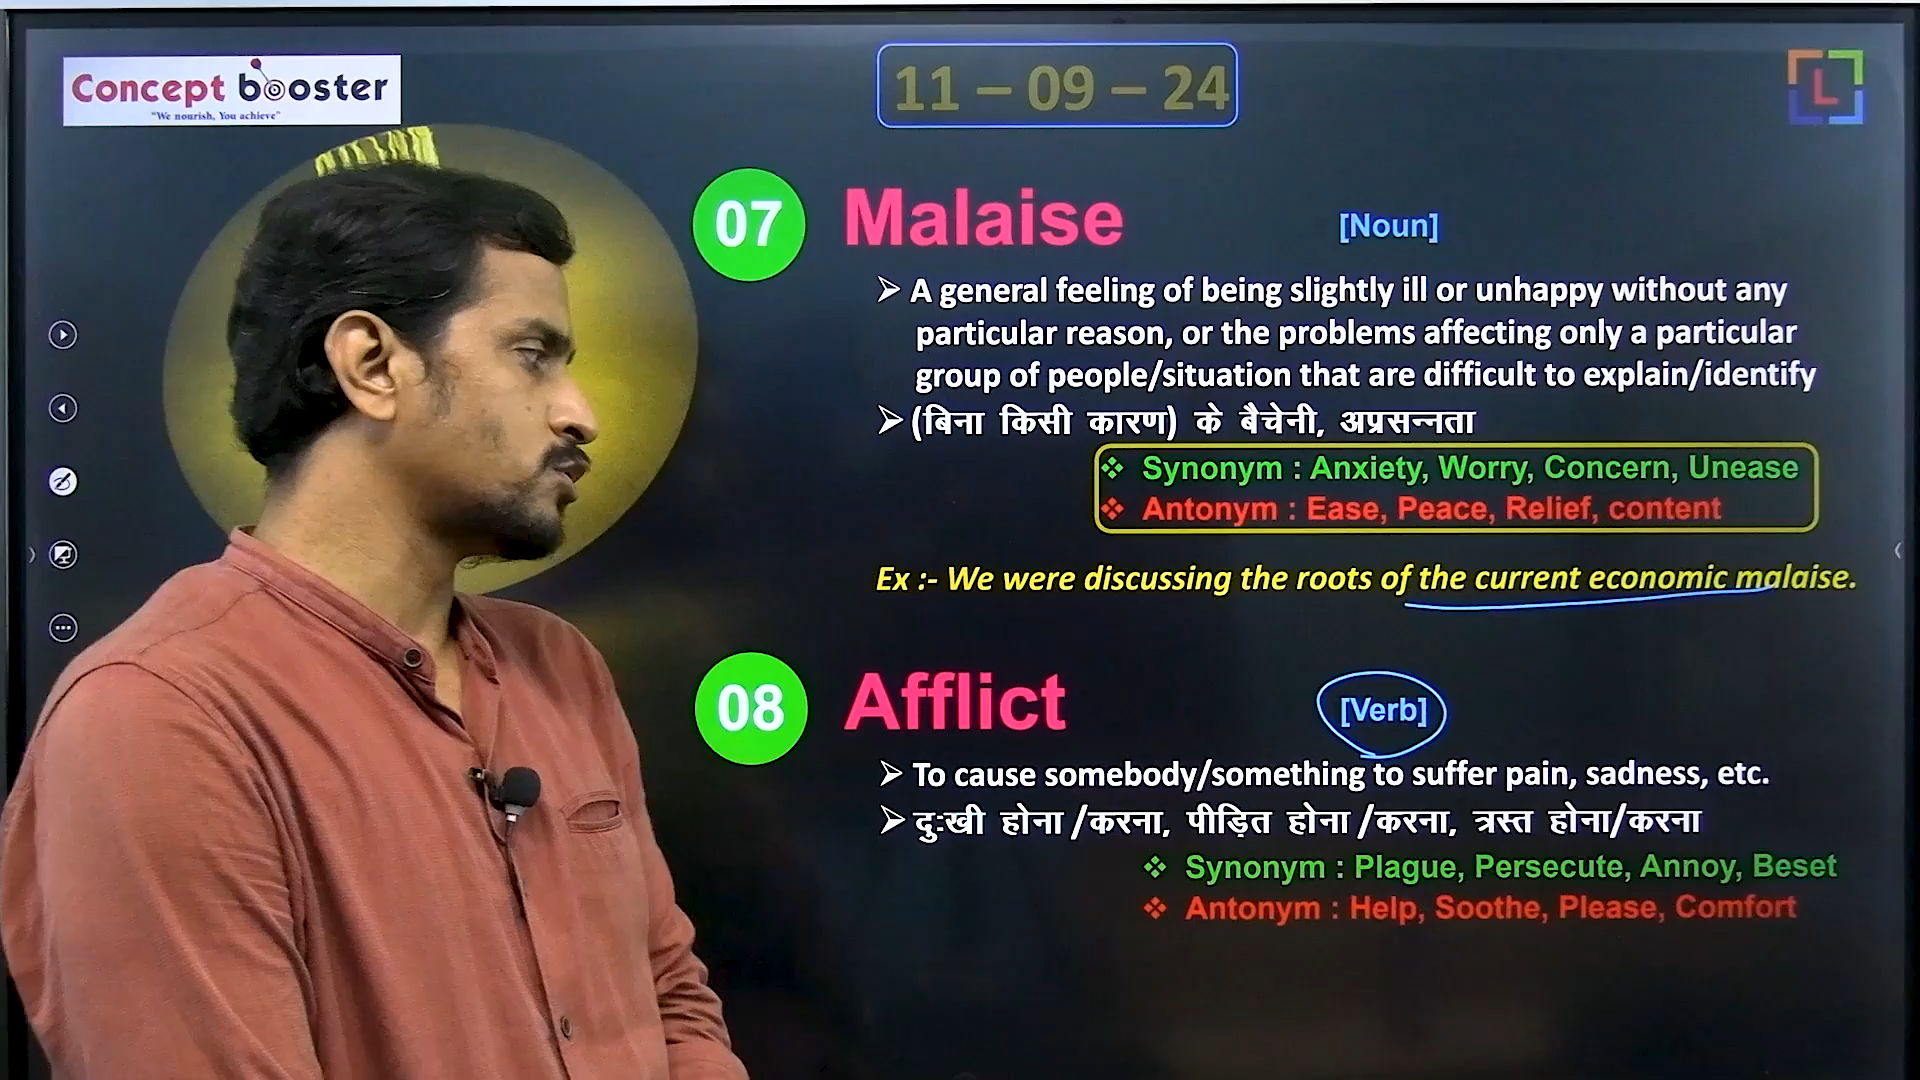 Concept booster
"We nourish, You achieve"
11 – 09 – 24
L
07 Malaise [Noun]
A general feeling of being slightly ill or unhappy without any
particular reason, or the problems affecting only a particular
group of people/situation that are difficult to explain/identify
(बिना किसी कारण) के बैचेनी, अप्रसन्नता
Synonym : Anxiety, Worry, Concern, Unease
Antonym : Ease, Peace, Relief, content
Ex :- We were discussing the roots of the current economic malaise.
08 Afflict [Verb]
To cause somebody/something to suffer pain, sadness, etc.
दुःखी होना /करना, पीड़ित होना /करना, त्रस्त होना/करना
Synonym : Plague, Persecute, Annoy, Beset
Antonym : Help, Soothe, Please, Comfort